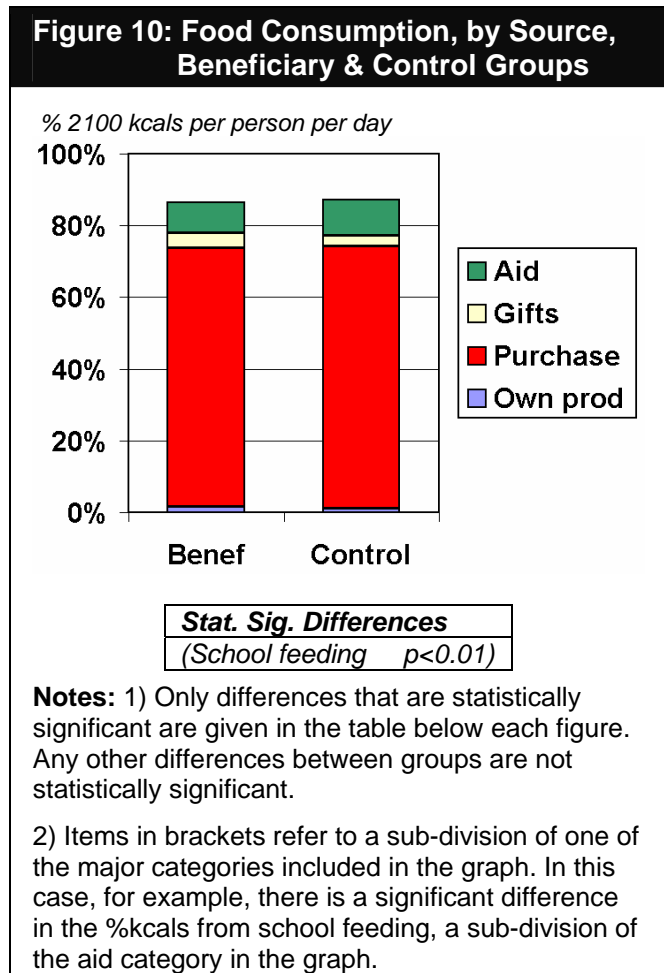 Figure 10: Food Consumption, by Source,
Beneficiary & Control Groups
% 2100 kcals per person per day
100%
80%
60%
40%
20%
0%
Benef Control
Aid
Gifts
Purchase
Own prod
Stat. Sig. Differences
(School feeding p<0.01)
Notes: 1) Only differences that are statistically
significant are given in the table below each figure.
Any other differences between groups are not
statistically significant.
2) Items in brackets refer to a sub-division of one of
the major categories included in the graph. In this
case, for example, there is a significant difference
in the %kcals from school feeding, a sub-division of
the aid category in the graph.